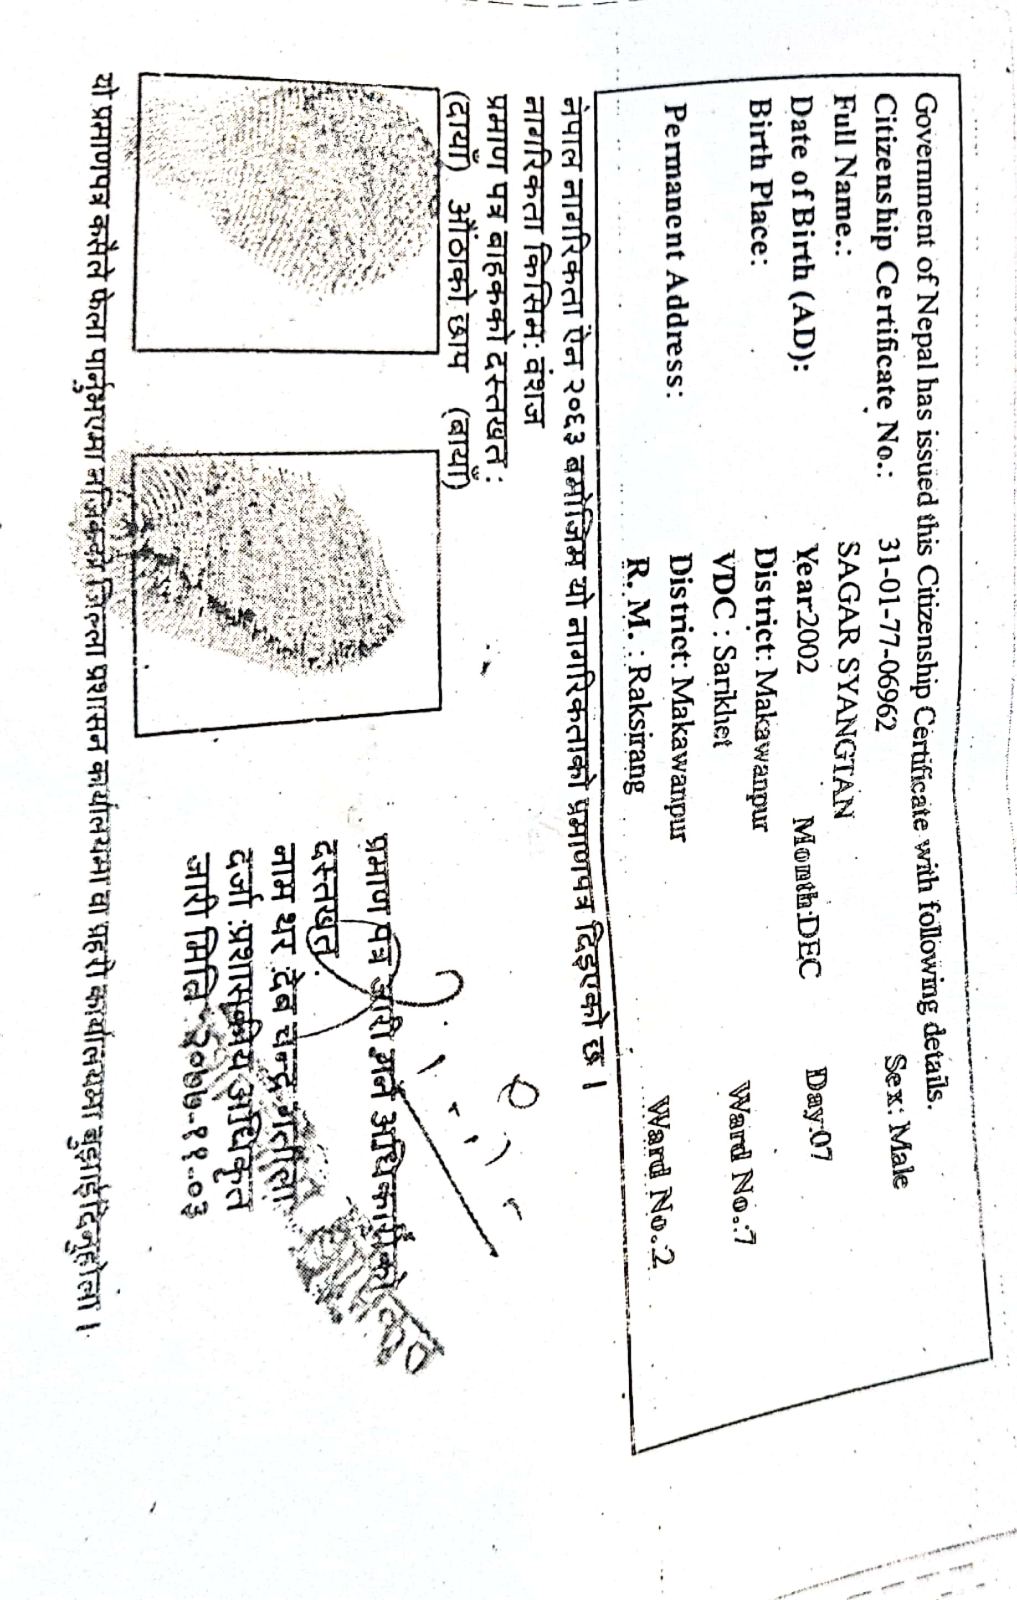 Government of Nepal has issued this Citizenship Certificate with following details.
Citizenship Certificate No.: 31-01-77-06962 Sex: Male
Full Name.: SAGAR SYANGTAN
Date of Birth (AD): Year:2002 Month:DEC Day:07
Birth Place: District: Makawanpur
VDC : Sarikhet Ward No.:7
Permanent Address: District: Makawanpur
R. M. : Raksirang Ward No.:2
नेपाल नागरिकता ऐन २०६३ बमोजिम यो नागरिकताको प्रमाणपत्र दिइएको छ ।
नागरिकता किसिम: वंशज
प्रमाण पत्र वाहकको दस्तखत :
(दायाँ) औंठाको छाप (बायाँ)
प्रमाण पत्र जारी गर्ने अधिकारीको
दस्तखत :
नाम थर : देव चन्द्र
दर्जा :प्रशासकीय अधिकृत
जारी मिति : २०७७-११-०३
यो प्रमाणपत्र कसैले फेला पार्नुभएमा नजिकको जिल्ला प्रशासन कार्यालयमा वा प्रहरी कार्यालयमा बुझाईदिनुहोला ।